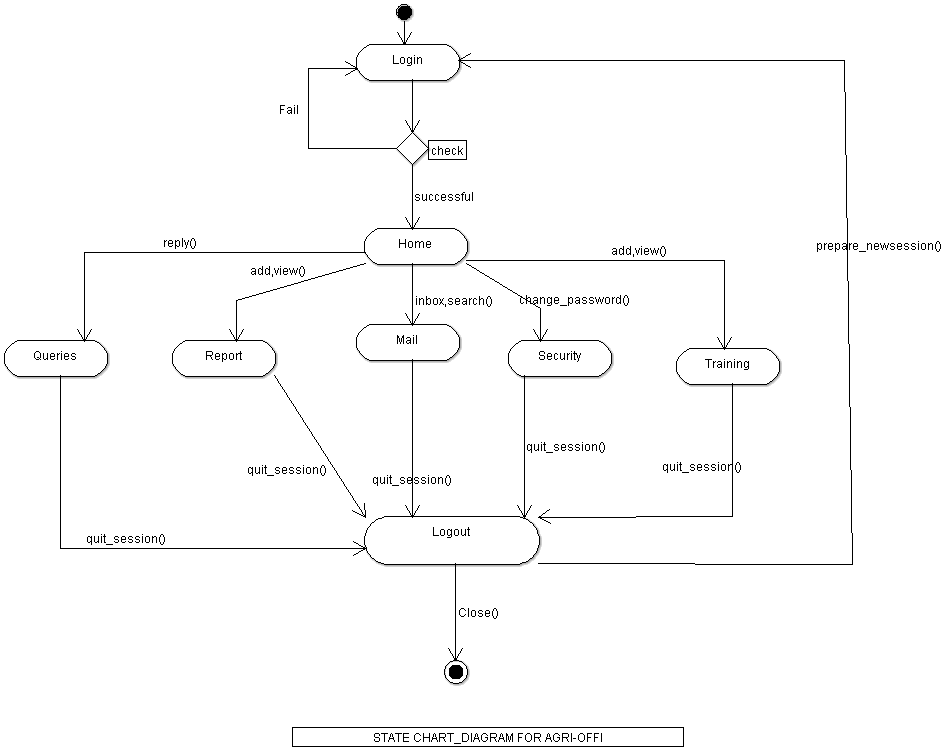 Login
Fail
check
successful
Home
reply()
add,view()
prepare_newsession()
add,view()
inbox,search()
change_password()
Queries
Report
Mail
Security
Training
quit_session()
quit_session()
quit_session()
quit_session()
Logout
quit_session()
Close()
STATE CHART_DIAGRAM FOR AGRI-OFFI